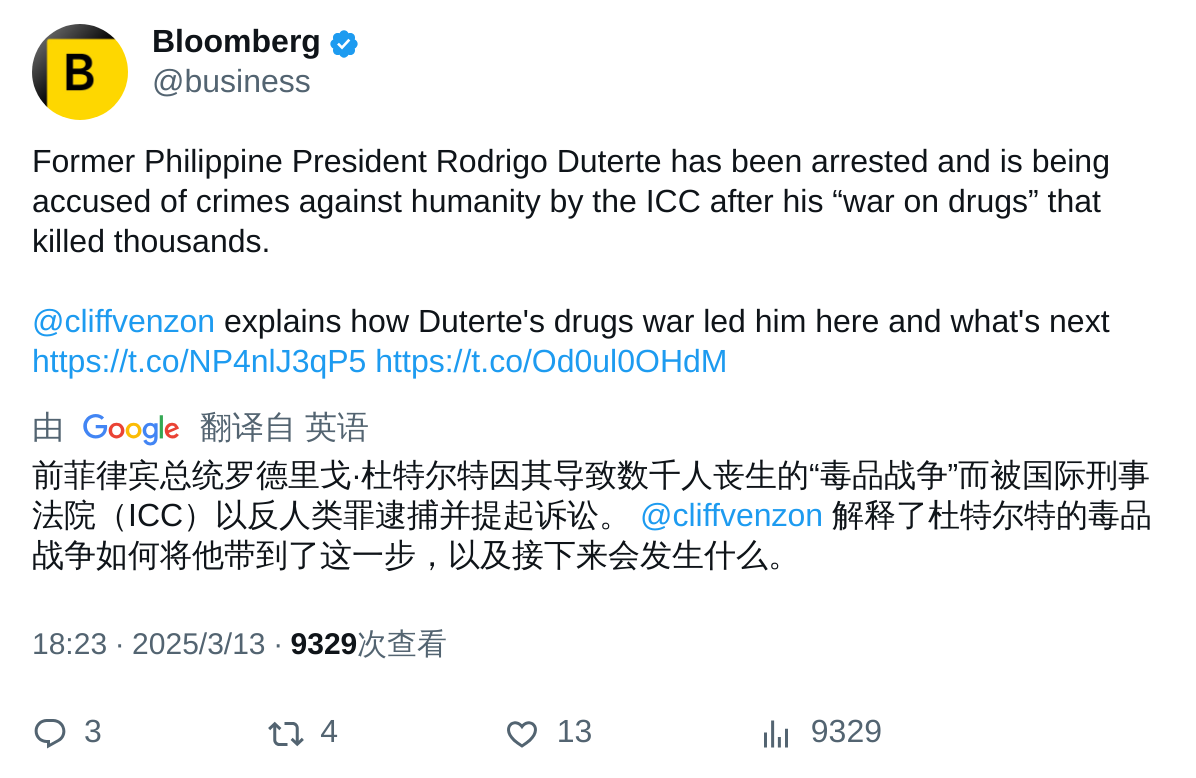 B
Bloomberg
@business
Former Philippine President Rodrigo Duterte has been arrested and is being
accused of crimes against humanity by the ICC after his “war on drugs” that
killed thousands.
@cliffvenzon explains how Duterte's drugs war led him here and what's next
https://t.co/NP4nlJ3qP5 https://t.co/Od0ul0OHdM
由 Google 翻译自 英语
前菲律宾总统罗德里戈·杜特尔特因其导致数千人丧生的“毒品战争”而被国际刑事
法院（ICC）以反人类罪逮捕并提起诉讼。 @cliffvenzon 解释了杜特尔特的毒品
战争如何将他带到了这一步，以及接下来会发生什么。
18:23 · 2025/3/13 · 9329次查看
3 4 13 9329